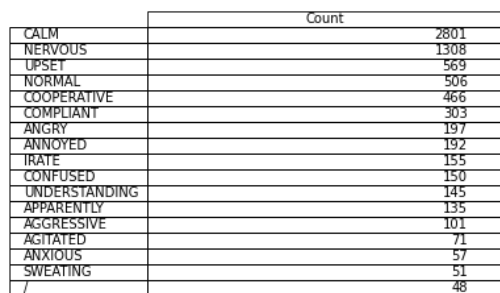 Count
CALM 2801
NERVOUS 1308
UPSET 569
NORMAL 506
COOPERATIVE 466
COMPLIANT 303
ANGRY 197
ANNOYED 192
IRATE 155
CONFUSED 150
UNDERSTANDING 145
APPARENTLY 135
AGGRESSIVE 101
AGITATED 71
ANXIOUS 57
SWEATING 51
/ 48